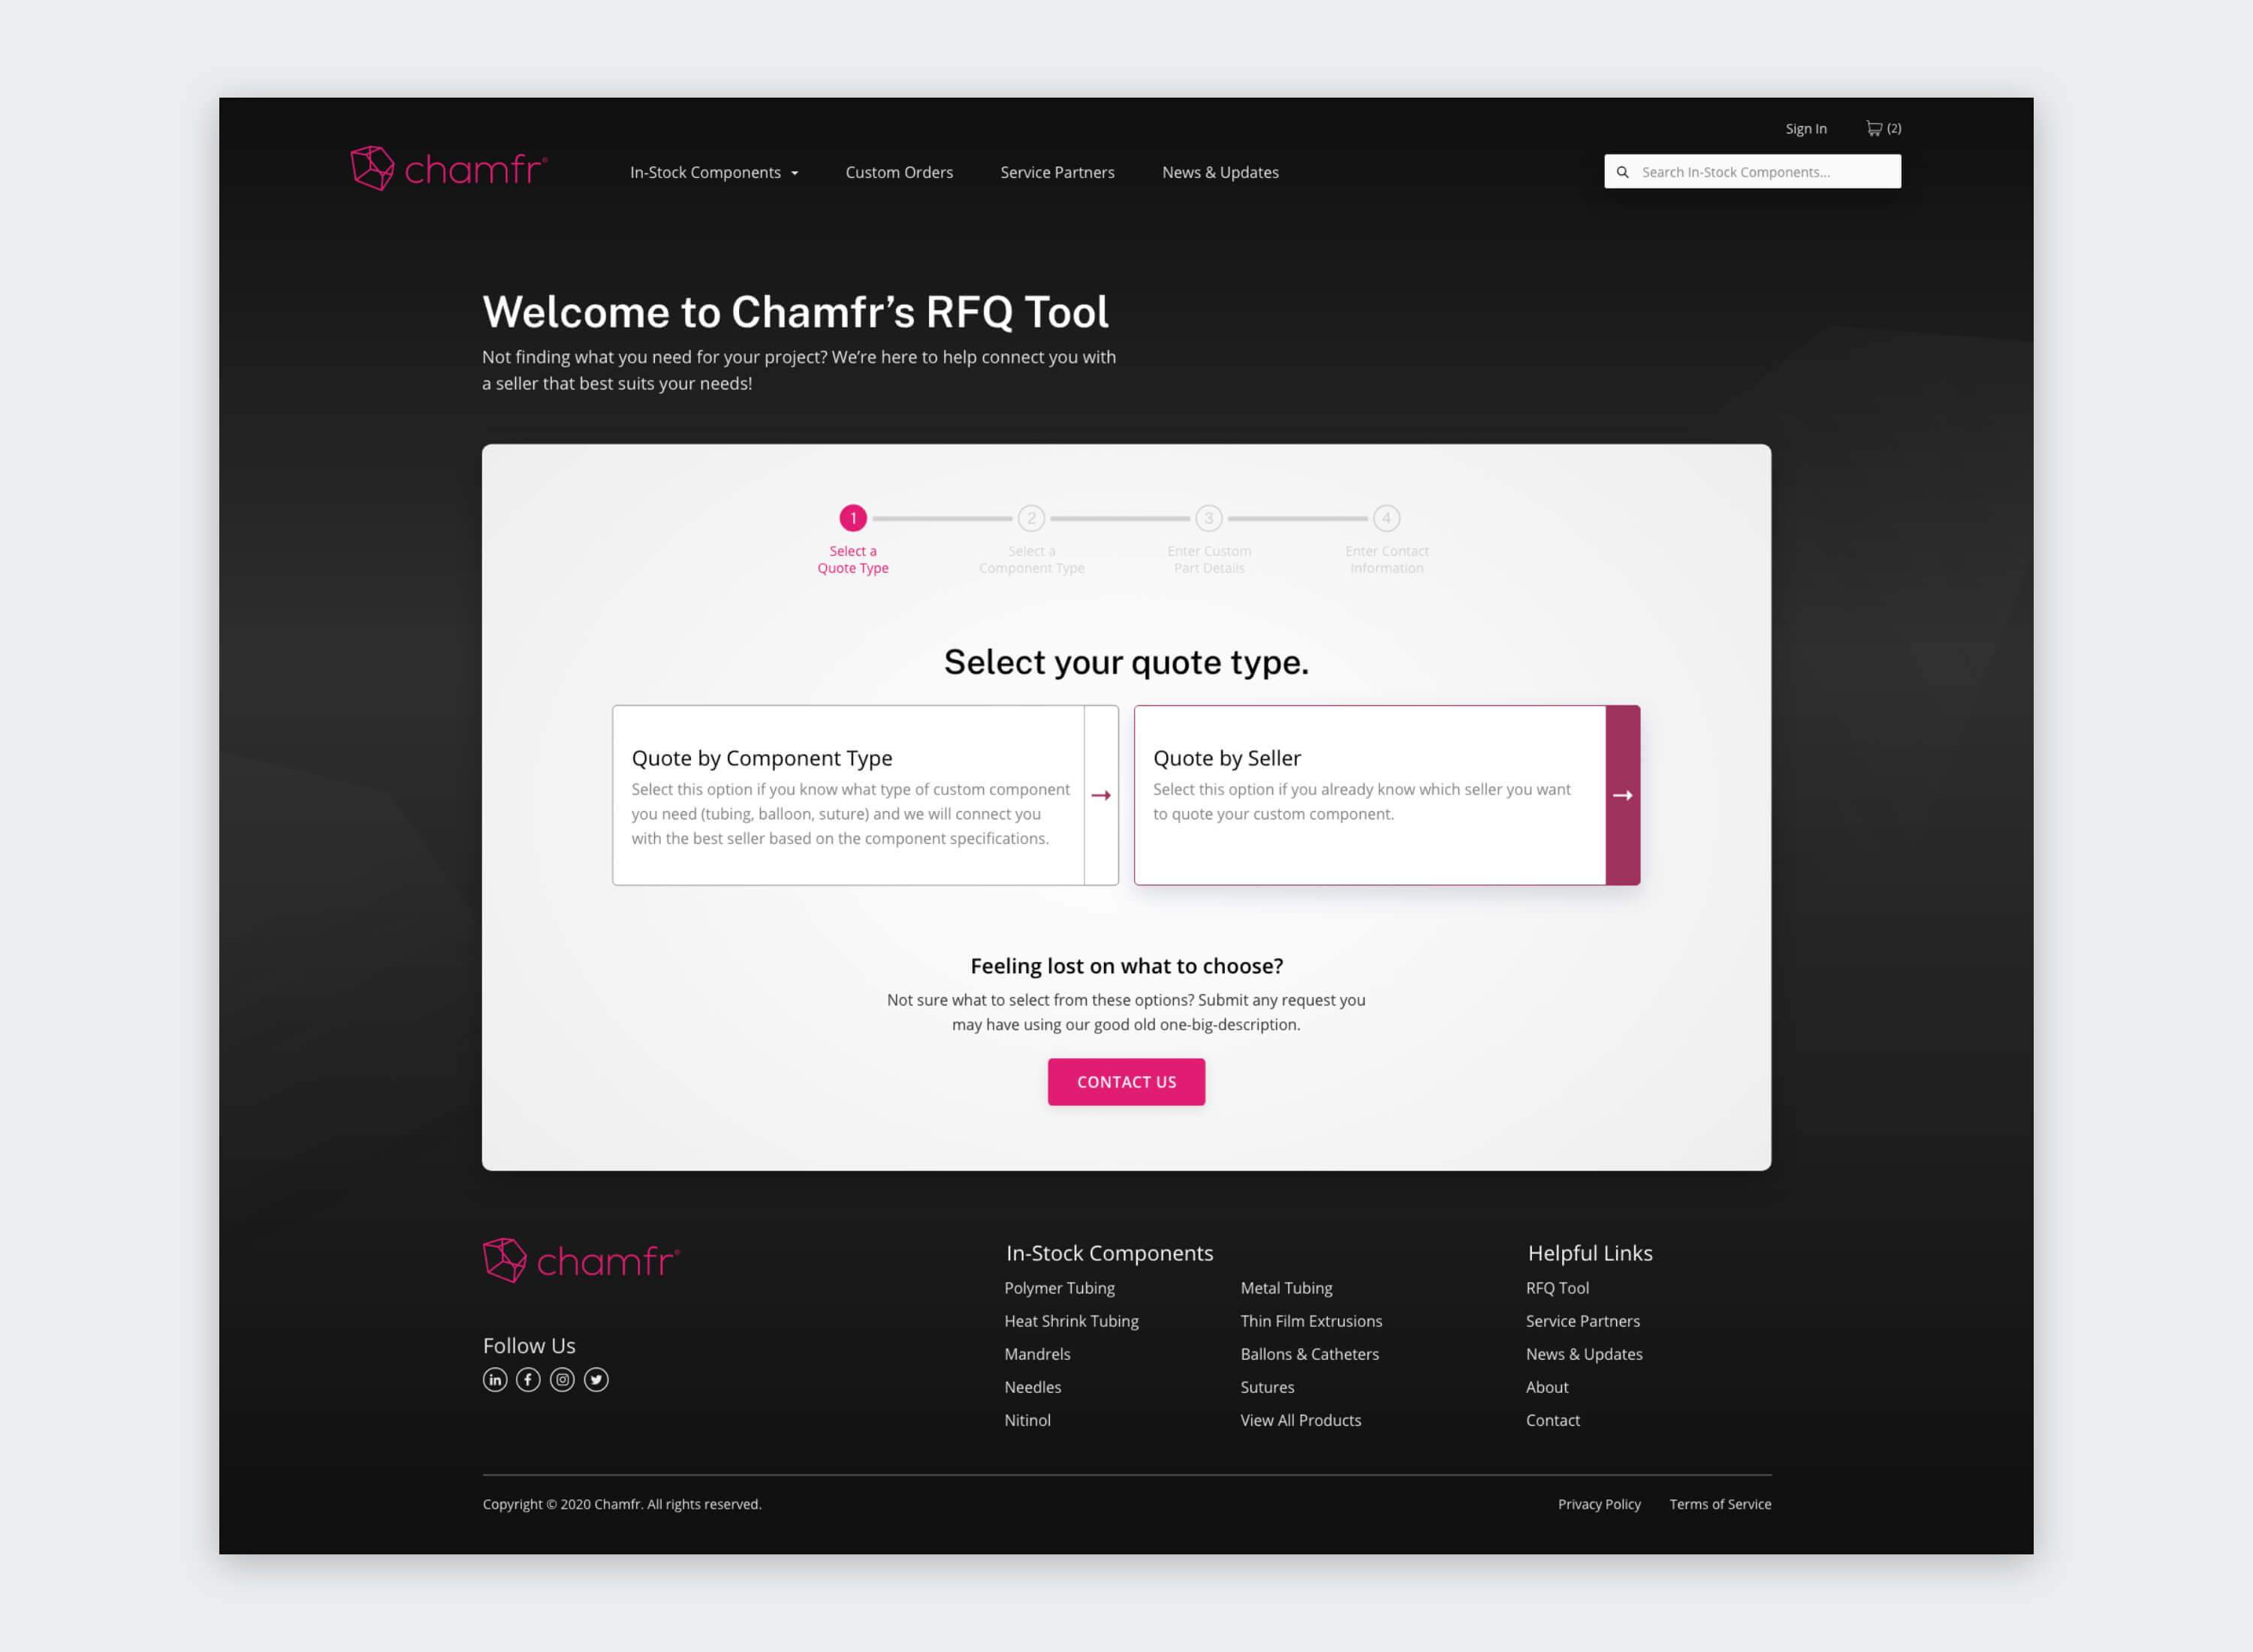 Sign In
(2)
chamfr®
In-Stock Components
Custom Orders
Service Partners
News & Updates
Search In-Stock Components...
Welcome to Chamfr’s RFQ Tool
Not finding what you need for your project? We’re here to help connect you with
a seller that best suits your needs!
1
2
3
4
Select a
Quote Type
Select a
Component Type
Enter Custom
Part Details
Enter Contact
Information
Select your quote type.
Quote by Component Type
Select this option if you know what type of custom component
you need (tubing, balloon, suture) and we will connect you
with the best seller based on the component specifications.
Quote by Seller
Select this option if you already know which seller you want
to quote your custom component.
Feeling lost on what to choose?
Not sure what to select from these options? Submit any request you
may have using our good old one-big-description.
CONTACT US
chamfr®
Follow Us
in
f
In-Stock Components
Polymer Tubing
Heat Shrink Tubing
Mandrels
Needles
Nitinol
Metal Tubing
Thin Film Extrusions
Ballons & Catheters
Sutures
View All Products
Helpful Links
RFQ Tool
Service Partners
News & Updates
About
Contact
Copyright © 2020 Chamfr. All rights reserved.
Privacy Policy
Terms of Service